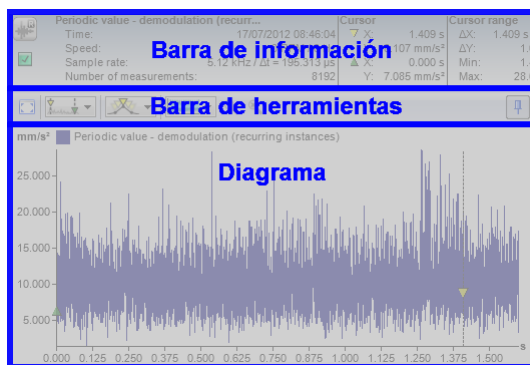 Periodic value - demodulation (recurr... Cursor Cursor range
Time: 17/07/2012 08:46:04 X: 1.409 s ΔX: 1.409 s
Speed: 107 mm/s² ΔY: 1.
Barra de información
Sample rate: 5.12 kHz / Δt = 195.313 µs X: 0.000 s Min: 1.
Number of measurements: 8192 Y: 7.085 mm/s² Max: 28.
Barra de herramientas
mm/s² Periodic value - demodulation (recurring instances)
Diagrama
25.000
20.000
15.000
10.000
5.000
0.000 0.125 0.250 0.375 0.500 0.625 0.750 0.875 1.000 1.125 1.250 1.375 1.500 s